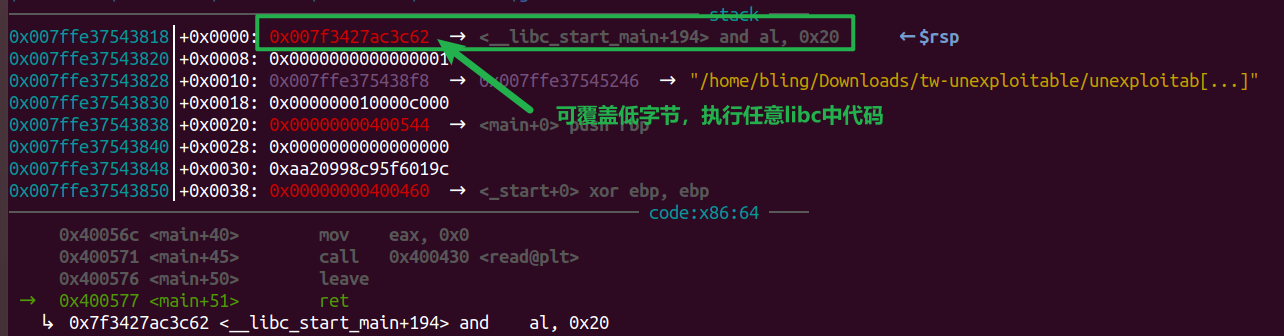 stack
0x007ffe37543818│+0x0000: 0x007f3427ac3c62 → <__libc_start_main+194> and al, 0x20 ←$rsp
0x007ffe37543820│+0x0008: 0x0000000000000001
0x007ffe37543828│+0x0010: 0x007ffe375438f8 → 0x007ffe37545246 → "/home/bling/Downloads/tw-unexploitable/unexploitab[...]"
0x007ffe37543830│+0x0018: 0x000000010000c000
可覆盖低字节，执行任意libc中代码
0x007ffe37543838│+0x0020: 0x00000000400544 → <main+0> push rbp
0x007ffe37543840│+0x0028: 0x0000000000000000
0x007ffe37543848│+0x0030: 0xaa20998c95f6019c
0x007ffe37543850│+0x0038: 0x00000000400460 → <_start+0> xor ebp, ebp
code:x86:64
0x40056c <main+40> mov eax, 0x0
0x400571 <main+45> call 0x400430 <read@plt>
0x400576 <main+50> leave
→ 0x400577 <main+51> ret
↳ 0x7f3427ac3c62 <__libc_start_main+194> and al, 0x20